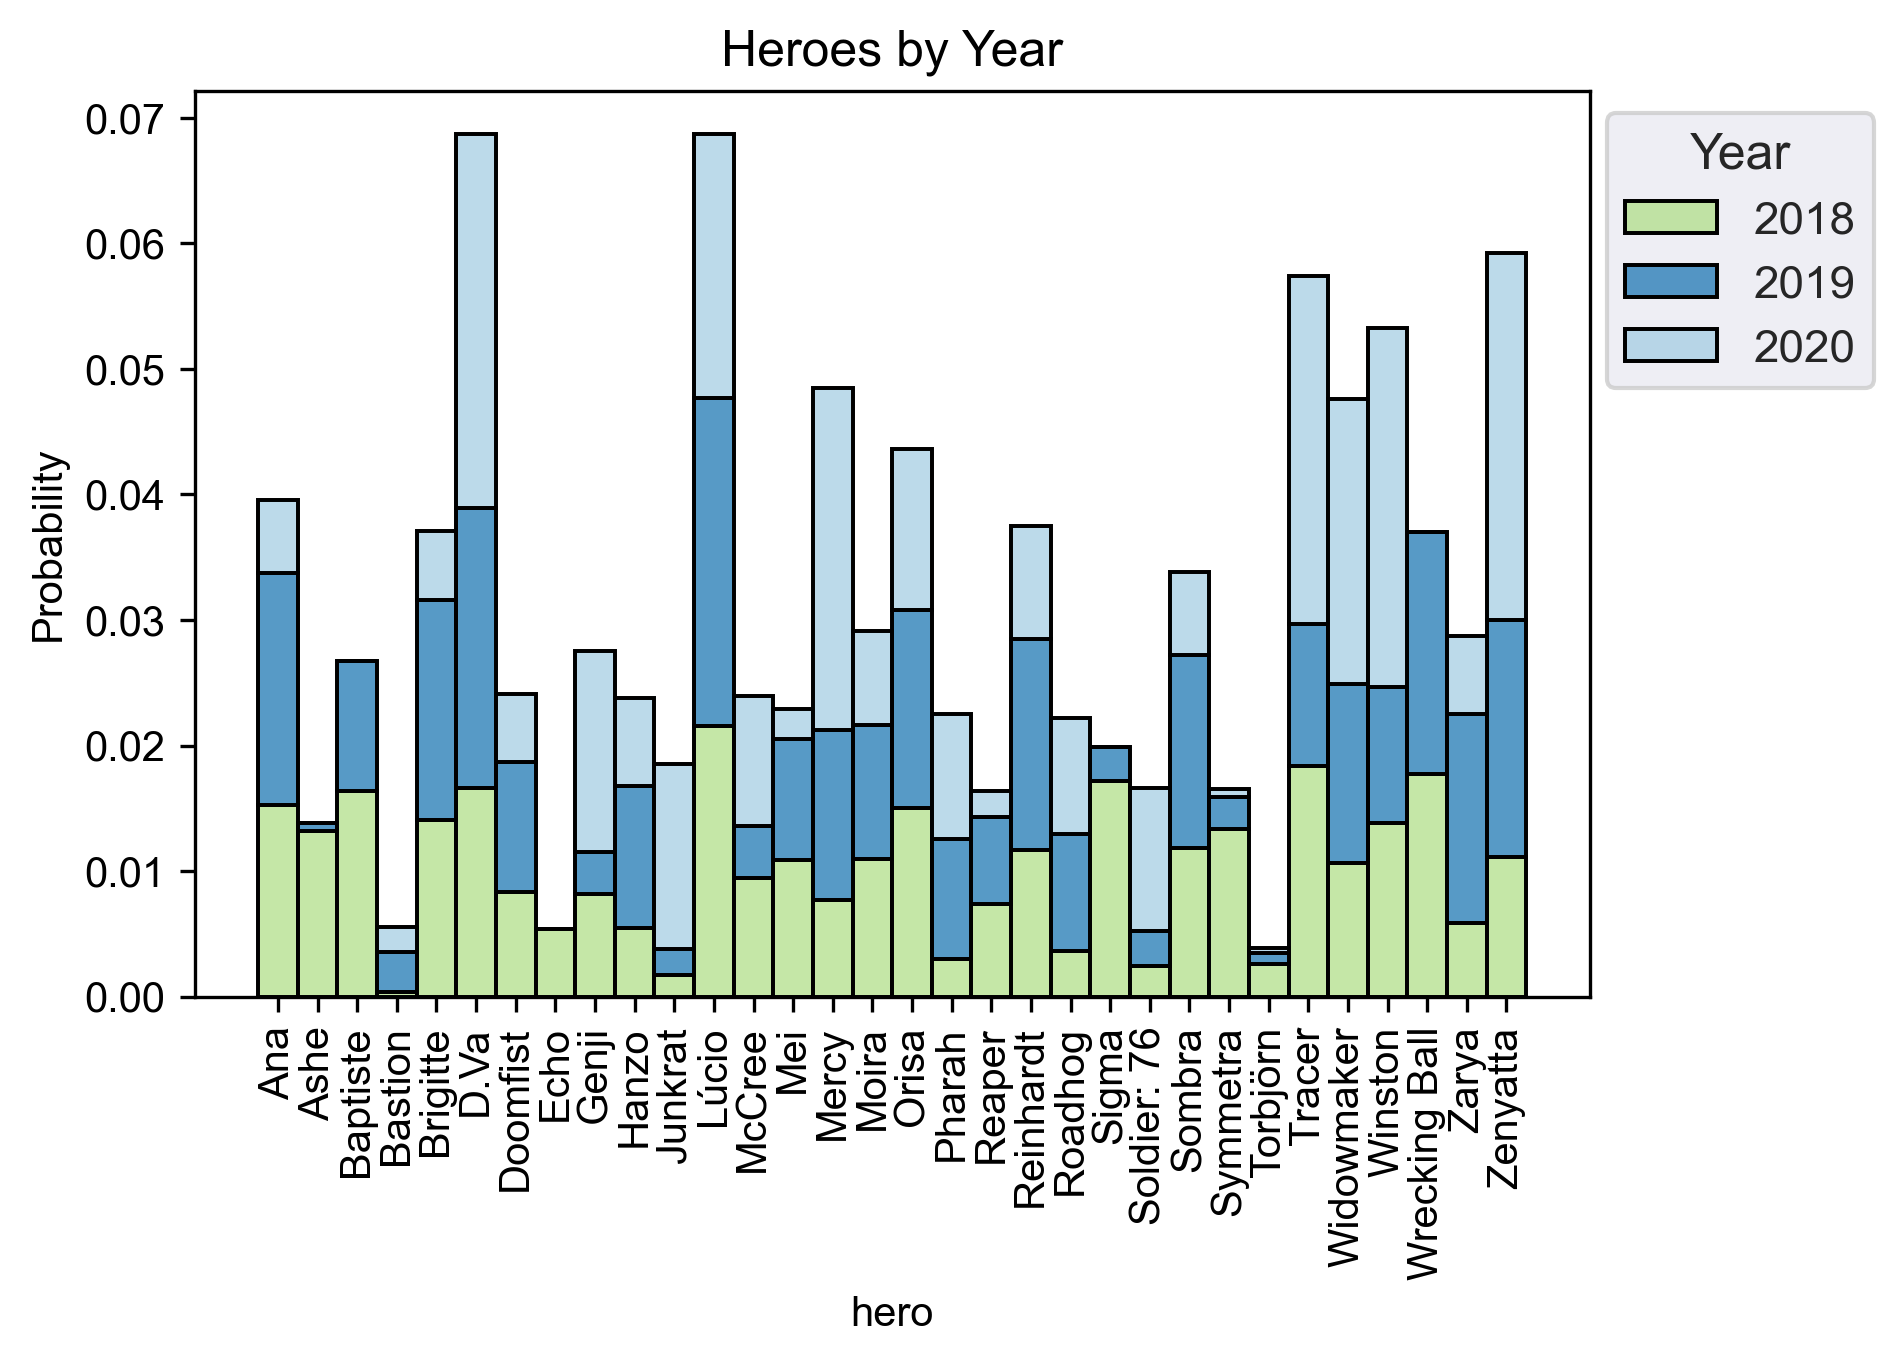 Heroes by Year
Probability
0.07
0.06
0.05
0.04
0.03
0.02
0.01
0.00
Year
2018
2019
2020
Ana
Ashe
Baptiste
Bastion
Brigitte
D.Va
Doomfist
Echo
Genji
Hanzo
Junkrat
Lúcio
McCree
Mei
Mercy
Moira
Orisa
Pharah
Reaper
Reinhardt
Roadhog
Sigma
Soldier: 76
Sombra
Symmetra
Torbjörn
Tracer
Widowmaker
Winston
Wrecking Ball
Zarya
Zenyatta
hero